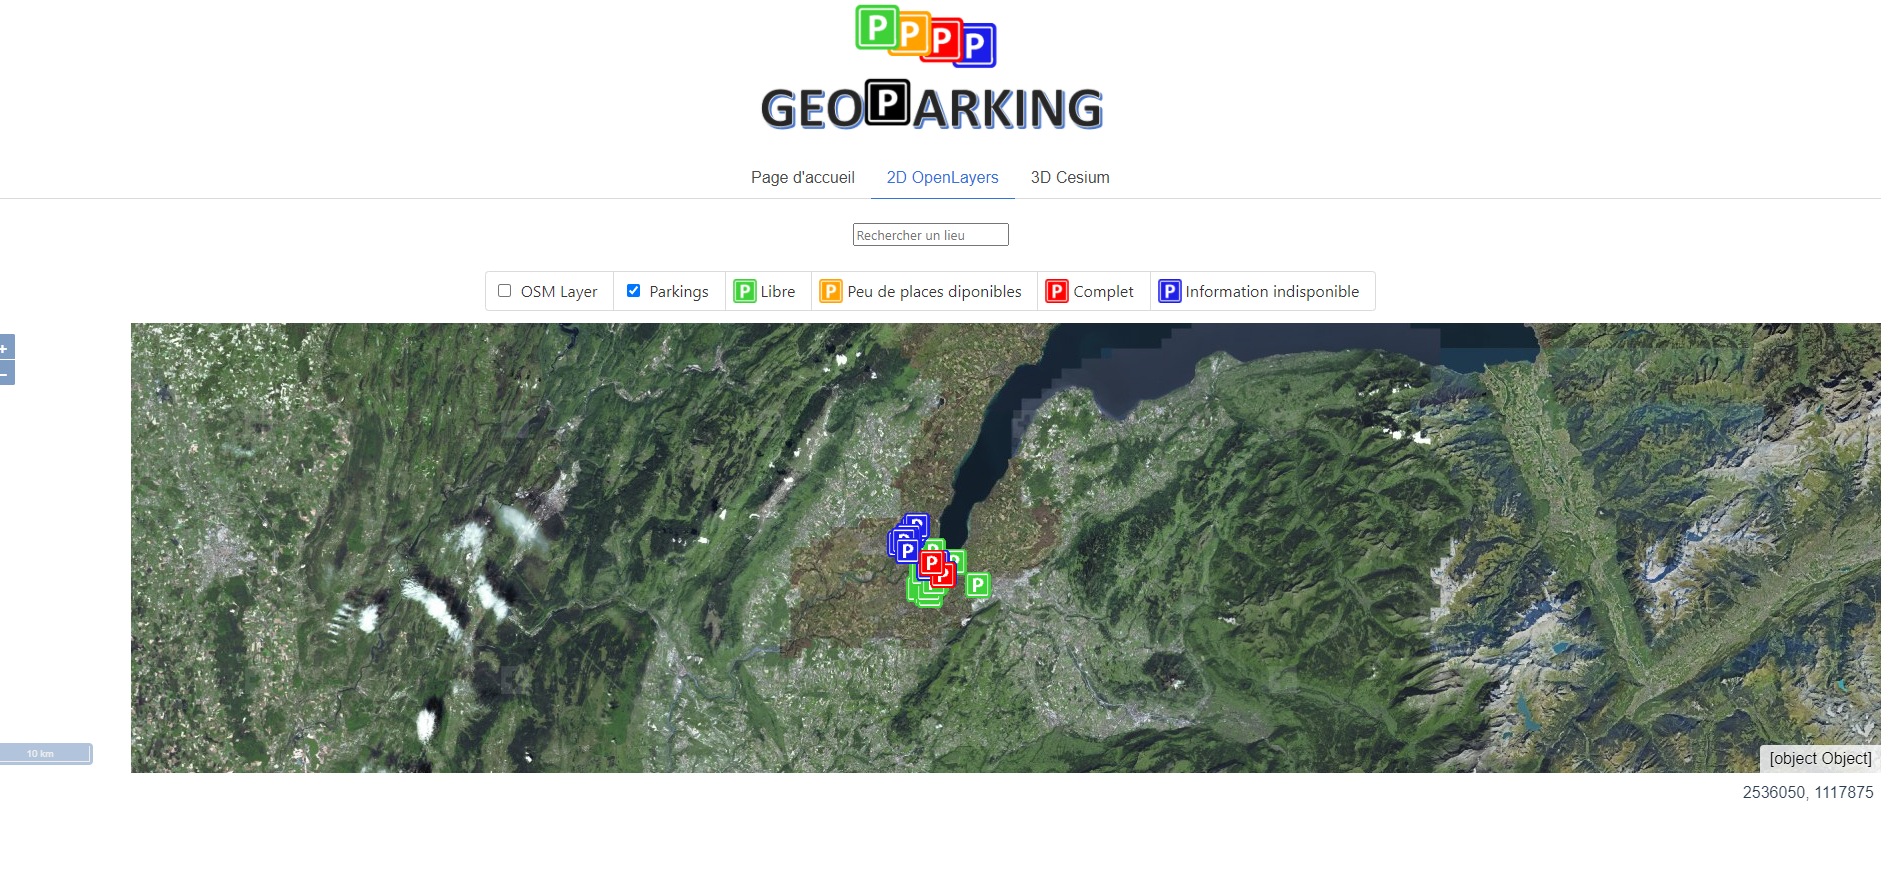 P P P P
GEOPARKING
Page d'accueil 2D OpenLayers 3D Cesium
Rechercher un lieu
OSM Layer Parkings P Libre P Peu de places diponibles P Complet P Information indisponible
+
−
P
P
P P
P
P
P
10 km
[object Object]
2536050, 1117875